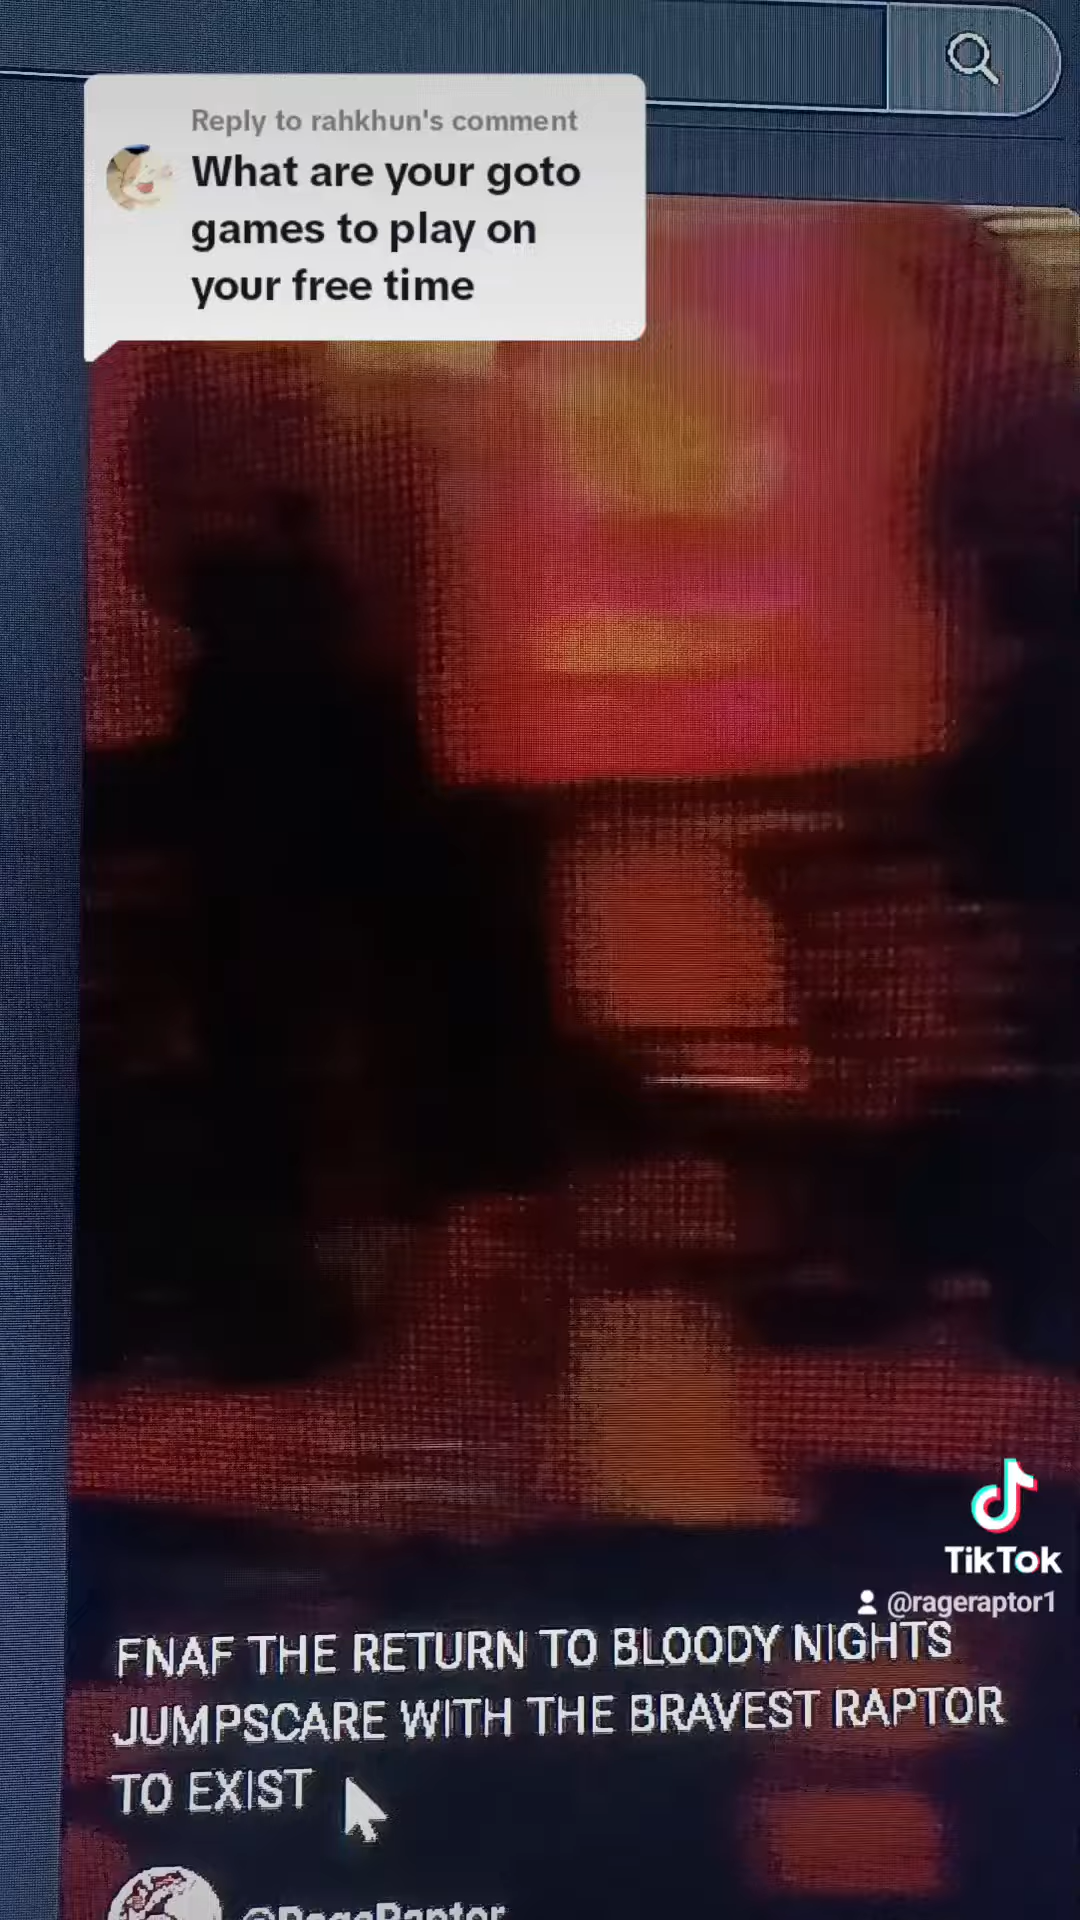 Reply to rahkhun's comment
What are your goto
games to play on
your free time
TikTok
@rageraptor1
FNAF THE RETURN TO BLOODY NIGHTS
JUMPSCARE WITH THE BRAVEST RAPTOR
TO EXIST
@RageRaptor